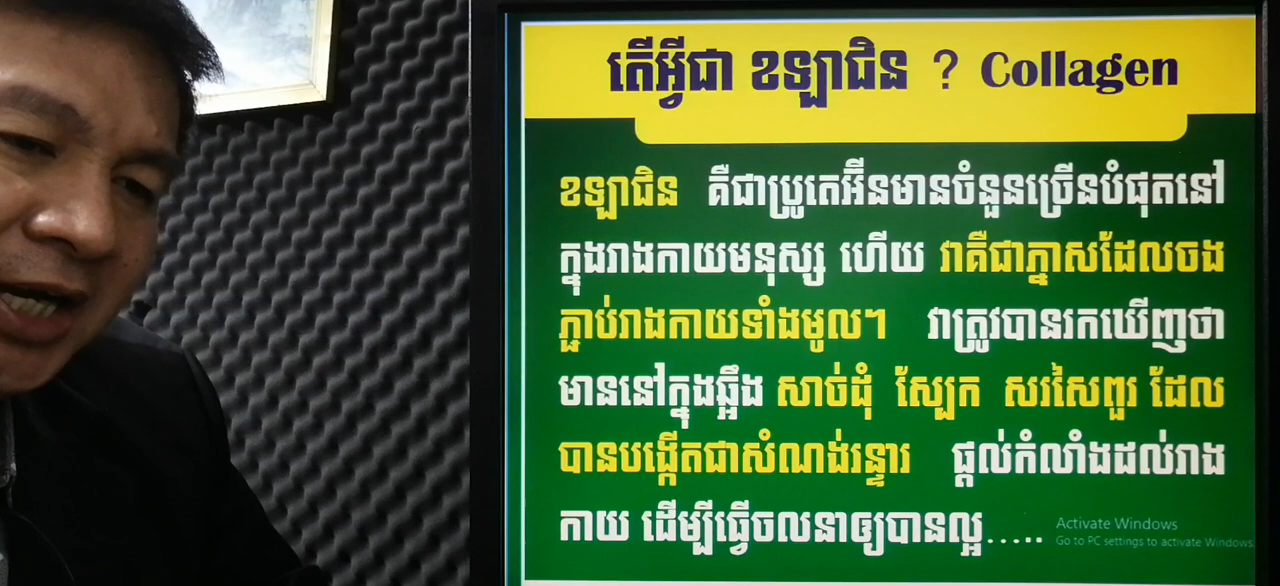 តើអ្វីជា ខឡាជិន ? Collagen
ខឡាជិន គឺជាប្រូតេអ៊ីនមានចំនួនច្រើនបំផុតនៅ
ក្នុងរាងកាយមនុស្ស ហើយ វាគឺជាភ្នាសដែលចង
ភ្ជាប់រាងកាយទាំងមូល។ វាត្រូវបានរកឃើញថា
មាននៅក្នុងឆ្អឹង សាច់ដុំ ស្បែក សរសៃពួរ ដែល
បានបង្កើតជាសំណង់រន្ទា ផ្តល់កំលាំងដល់រាង
កាយ ដើម្បីធ្វើចលនាឲ្យបានល្អ.....
Activate Windows
Go to PC settings to activate Windows.